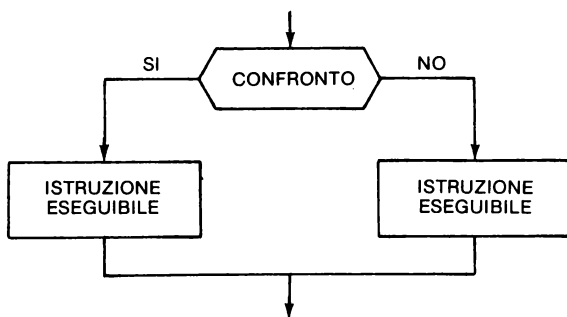 SI
CONFRONTO
NO
ISTRUZIONE
ESEGUIBILE
ISTRUZIONE
ESEGUIBILE